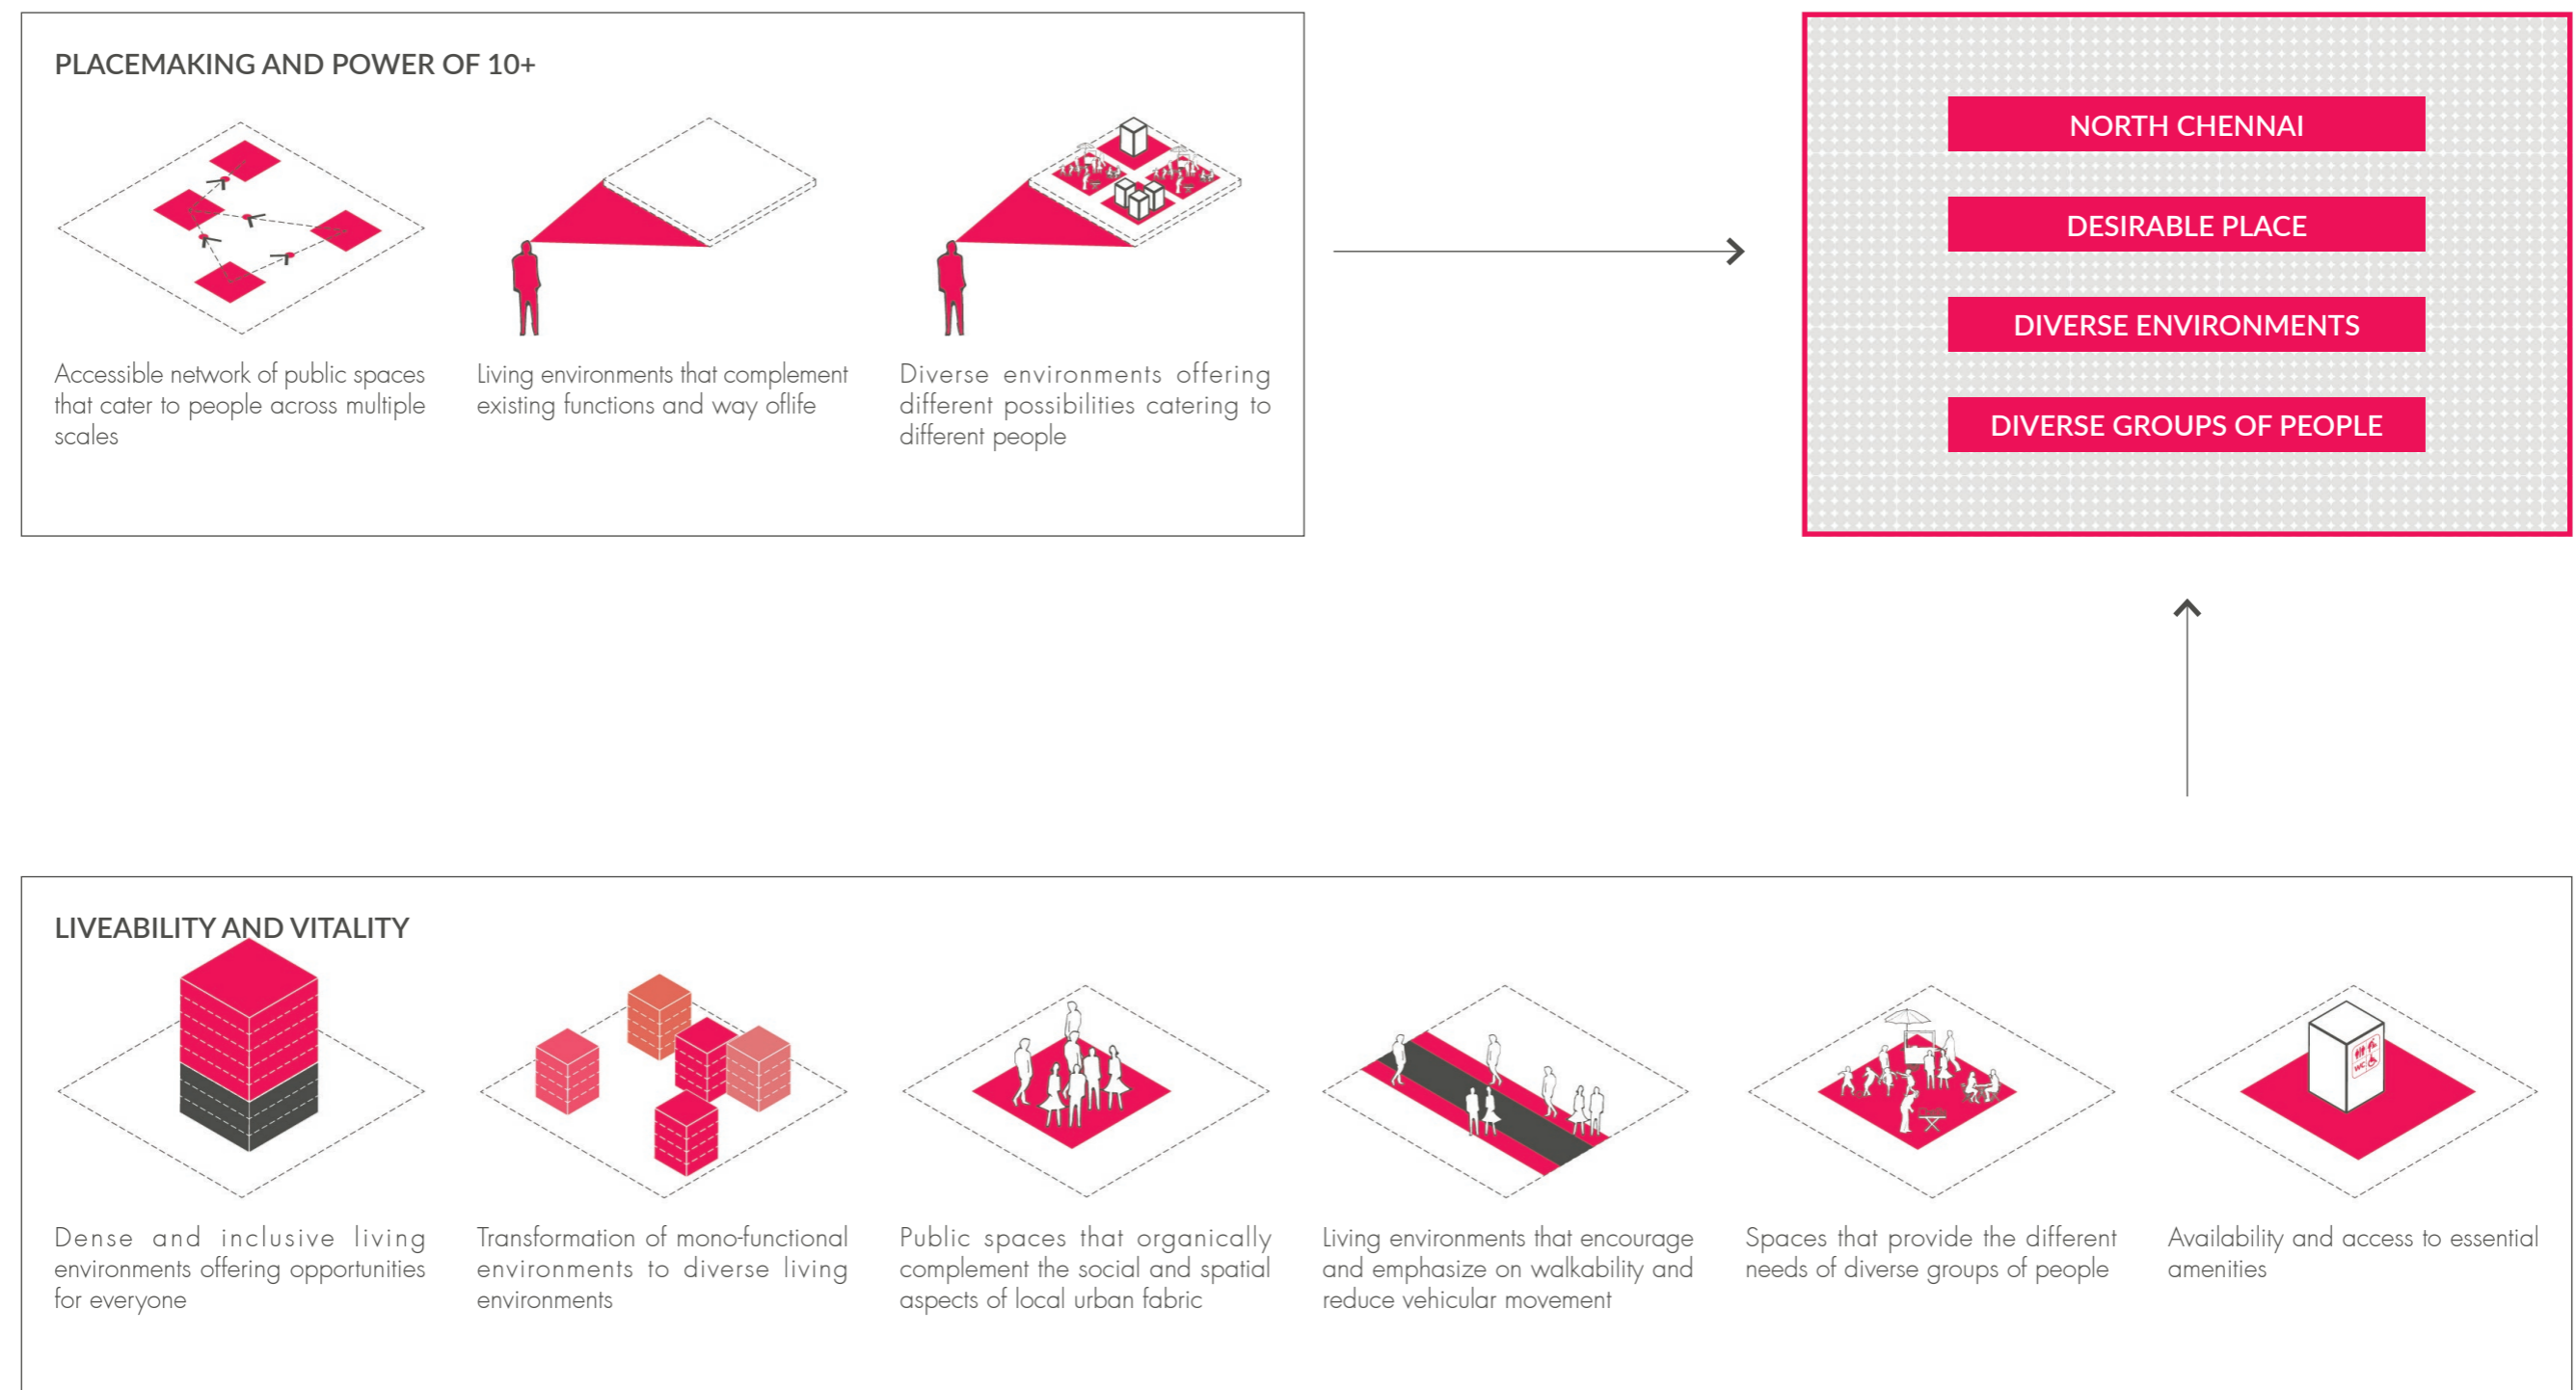 PLACEMAKING AND POWER OF 10+
Accessible network of public spaces
that cater to people across multiple
scales
Living environments that complement
existing functions and way oflife
Diverse environments offering
different possibilities catering to
different people
NORTH CHENNAI
DESIRABLE PLACE
DIVERSE ENVIRONMENTS
DIVERSE GROUPS OF PEOPLE
LIVEABILITY AND VITALITY
Dense and inclusive living
environments offering opportunities
for everyone
Transformation of mono-functional
environments to diverse living
environments
Public spaces that organically
complement the social and spatial
aspects of local urban fabric
Living environments that encourage
and emphasize on walkability and
reduce vehicular movement
Spaces that provide the different
needs of diverse groups of people
WC
Availability and access to essential
amenities